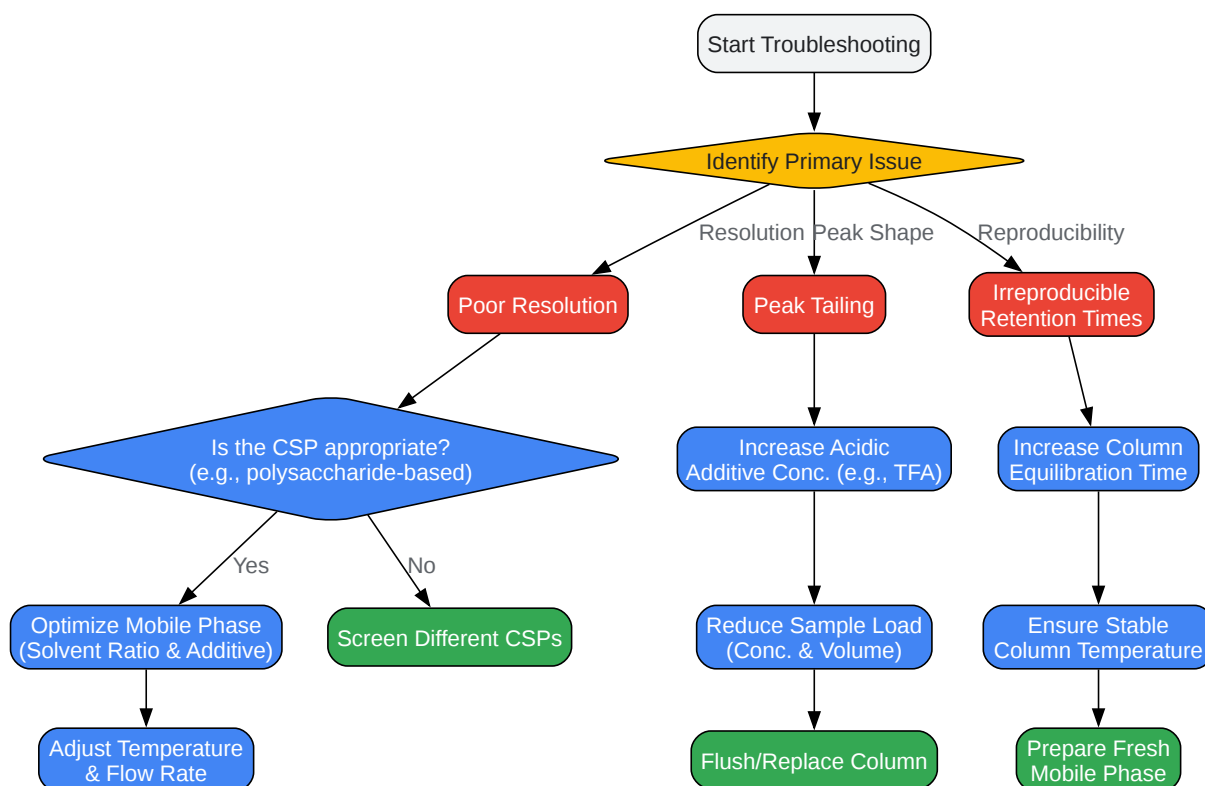 Start Troubleshooting
Identify Primary Issue
Resolution
Peak Shape
Reproducibility
Poor Resolution
Peak Tailing
Irreproducible
Retention Times
Is the CSP appropriate?
(e.g., polysaccharide-based)
Increase Acidic
Additive Conc. (e.g., TFA)
Increase Column
Equilibration Time
Yes
No
Optimize Mobile Phase
(Solvent Ratio & Additive)
Screen Different CSPs
Reduce Sample Load
(Conc. & Volume)
Ensure Stable
Column Temperature
Adjust Temperature
& Flow Rate
Flush/Replace Column
Prepare Fresh
Mobile Phase